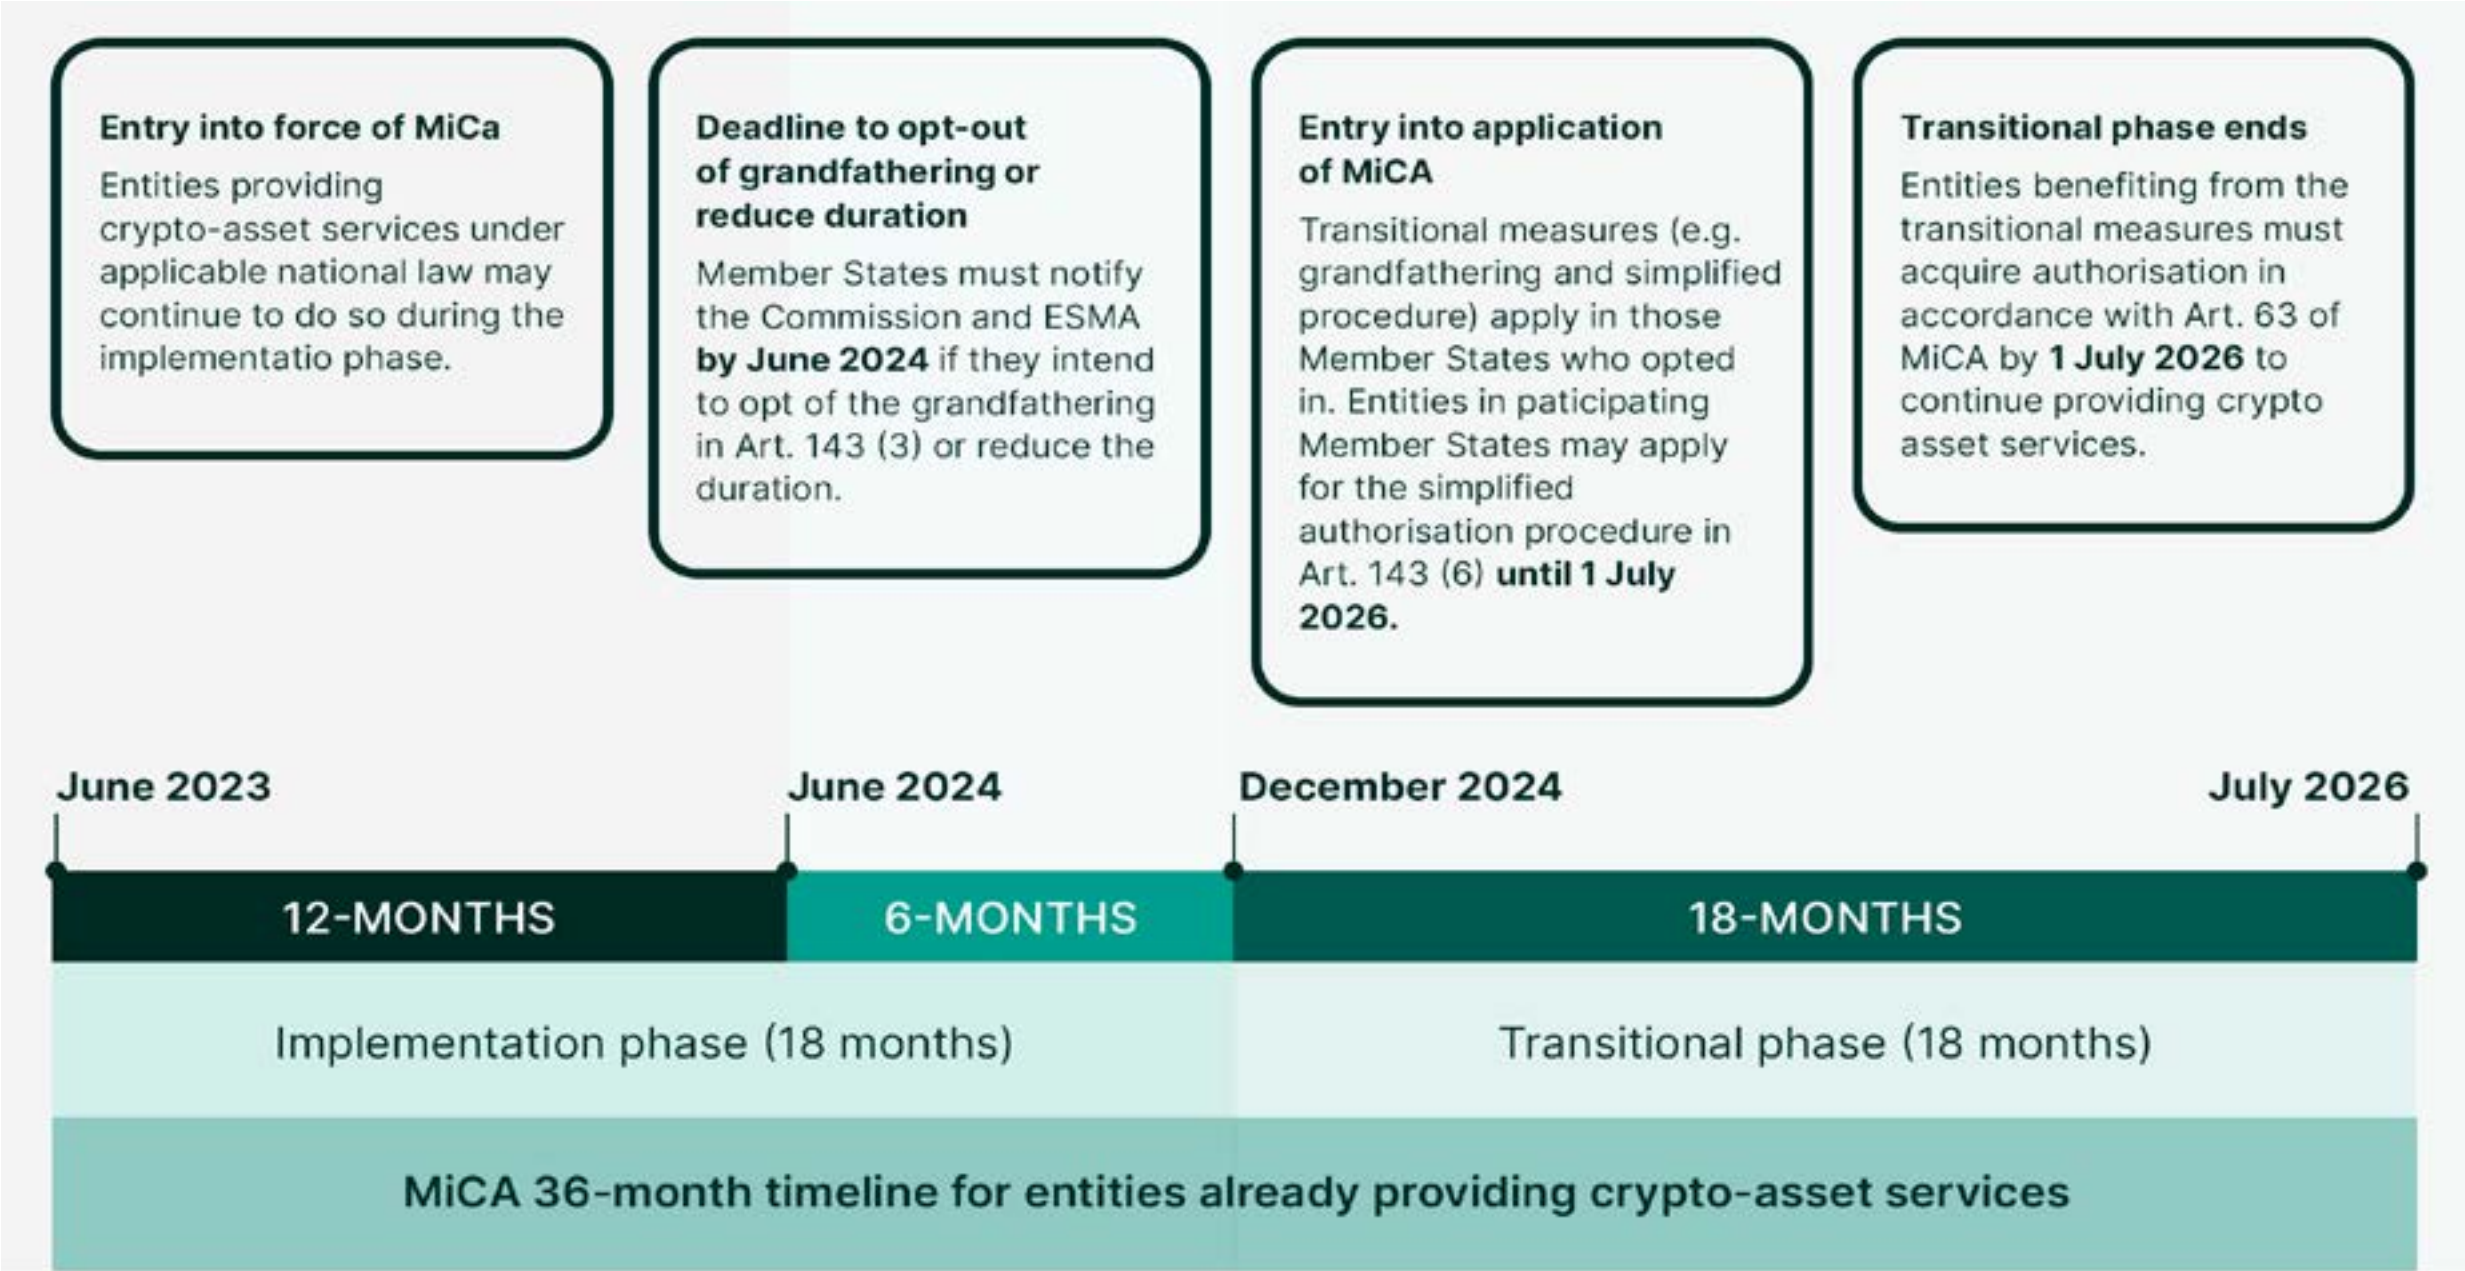 Entry into force of MiCa
Entities providing
crypto-asset services under
applicable national law may
continue to do so during the
implementatio phase.
Deadline to opt-out
of grandfathering or
reduce duration
Member States must notify
the Commission and ESMA
by June 2024 if they intend
to opt of the grandfathering
in Art. 143 (3) or reduce the
duration.
Entry into application
of MiCA
Transitional measures (e.g.
grandfathering and simplified
procedure) apply in those
Member States who opted
in. Entities in paticipating
Member States may apply
for the simplified
authorisation procedure in
Art. 143 (6) until 1 July
2026.
Transitional phase ends
Entities benefiting from the
transitional measures must
acquire authorisation in
accordance with Art. 63 of
MiCA by 1 July 2026 to
continue providing crypto
asset services.
June 2023
June 2024
December 2024
July 2026
12-MONTHS
6-MONTHS
18-MONTHS
Implementation phase (18 months)
Transitional phase (18 months)
MiCA 36-month timeline for entities already providing crypto-asset services